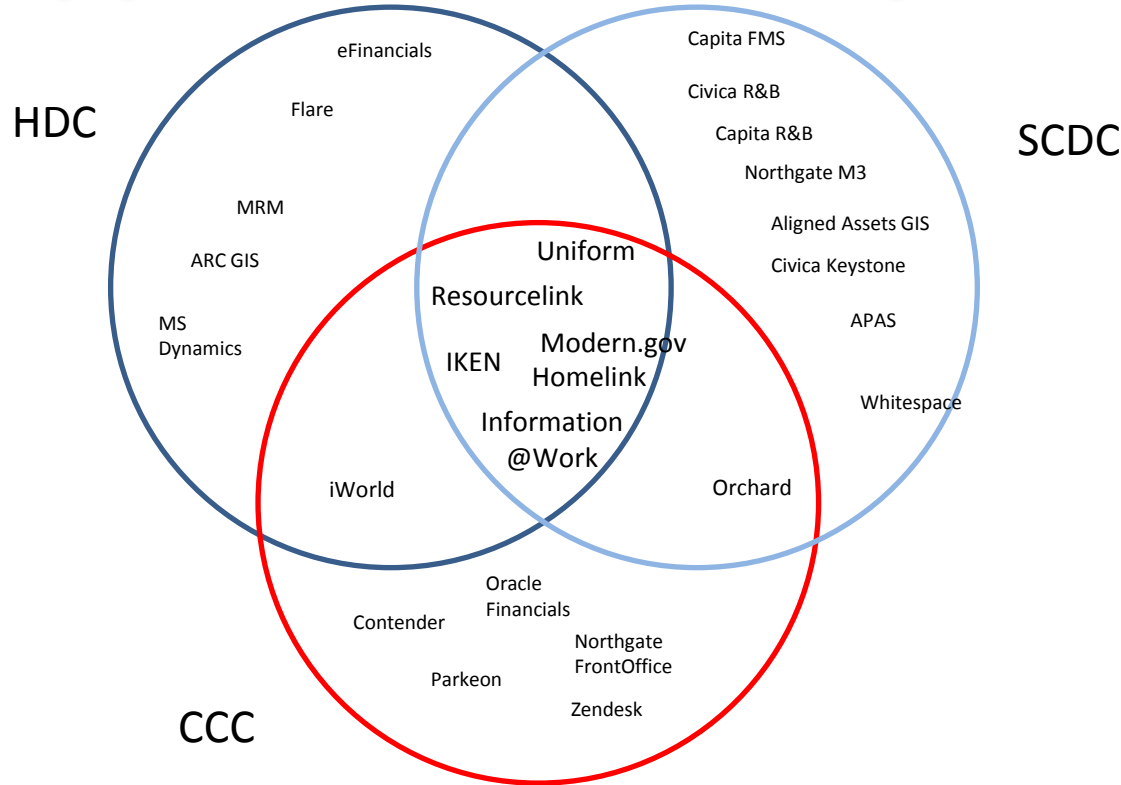 eFinancials
Capita FMS
Flare
Civica R&B
HDC
Capita R&B
SCDC
Northgate M3
MRM
Aligned Assets GIS
Uniform
ARC GIS
Civica Keystone
Resourcelink
MS
Dynamics
APAS
Modern.gov
IKEN
Homelink
Whitespace
Information
@Work
iWorld
Orchard
Oracle
Financials
Contender
Northgate
FrontOffice
Parkeon
Zendesk
CCC